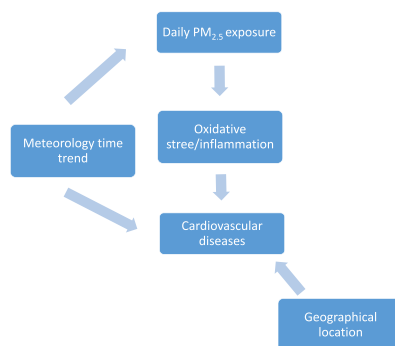 Daily PM2.5 exposure
Oxidative
stree/inflammation
Meteorology time
trend
Cardiovascular
diseases
Geographical
location